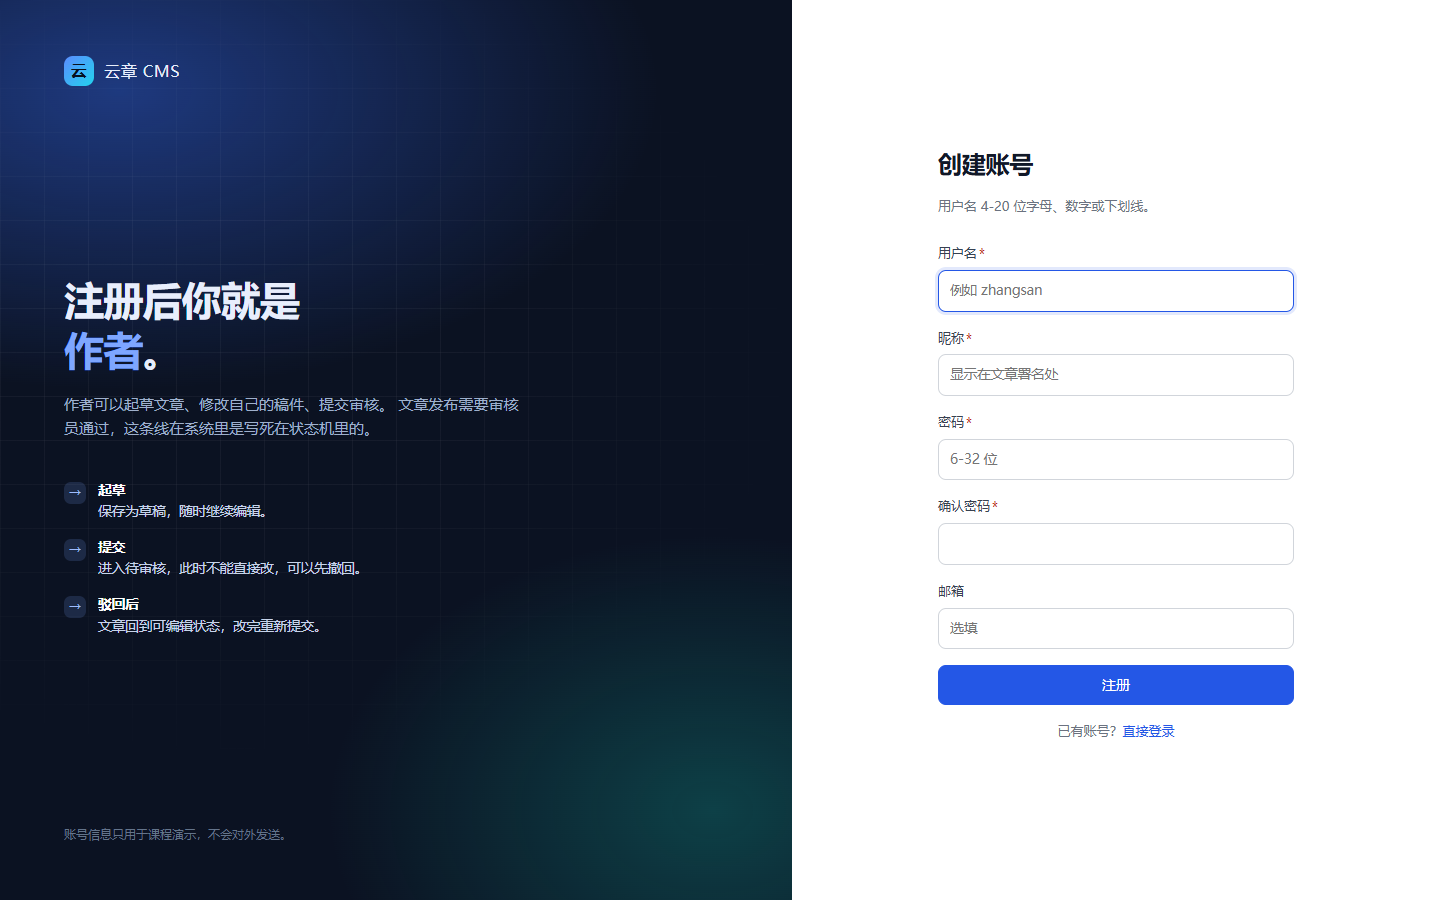 云 云章 CMS
注册后你就是
作者。
作者可以起草文章、修改自己的稿件、提交审核。 文章发布需要审核
员通过，这条线在系统里是写死在状态机里的。
→ 起草
保存为草稿，随时继续编辑。
→ 提交
进入待审核，此时不能直接改，可以先撤回。
→ 驳回后
文章回到可编辑状态，改完重新提交。
账号信息只用于课程演示，不会对外发送。
创建账号
用户名 4-20 位字母、数字或下划线。
用户名*
例如 zhangsan
昵称*
显示在文章署名处
密码*
6-32 位
确认密码*
邮箱
选填
注册
已有账号？直接登录